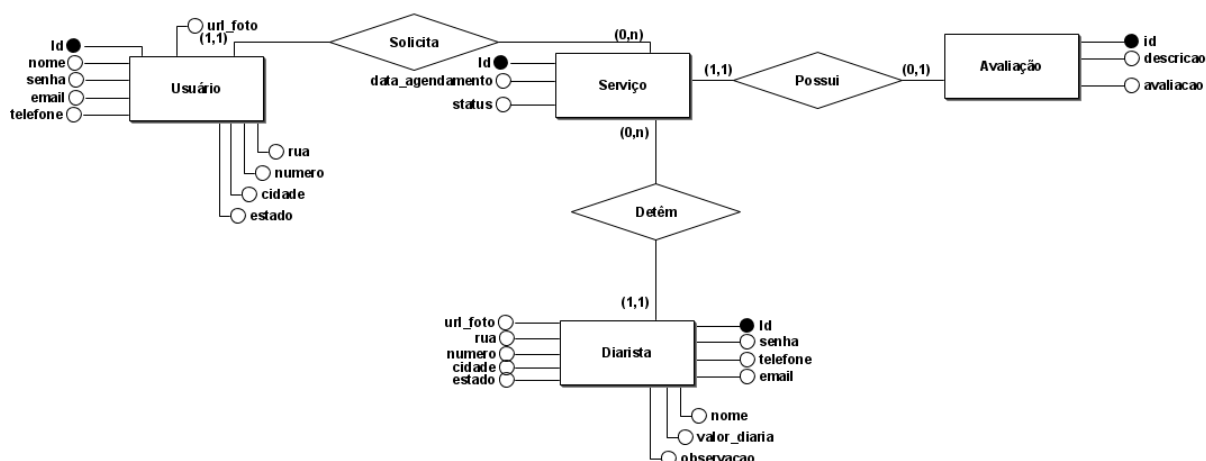 url_foto
(1,1)
Id
nome
senha
email
telefone
Usuário
rua
numero
cidade
estado
Solicita
(0,n)
Id
data_agendamento
status
Serviço
(1,1)
Possui
(0,1)
Avaliação
id
descricao
avaliacao
(0,n)
Detêm
(1,1)
url_foto
rua
numero
cidade
estado
Diarista
Id
senha
telefone
email
nome
valor_diaria
observacao